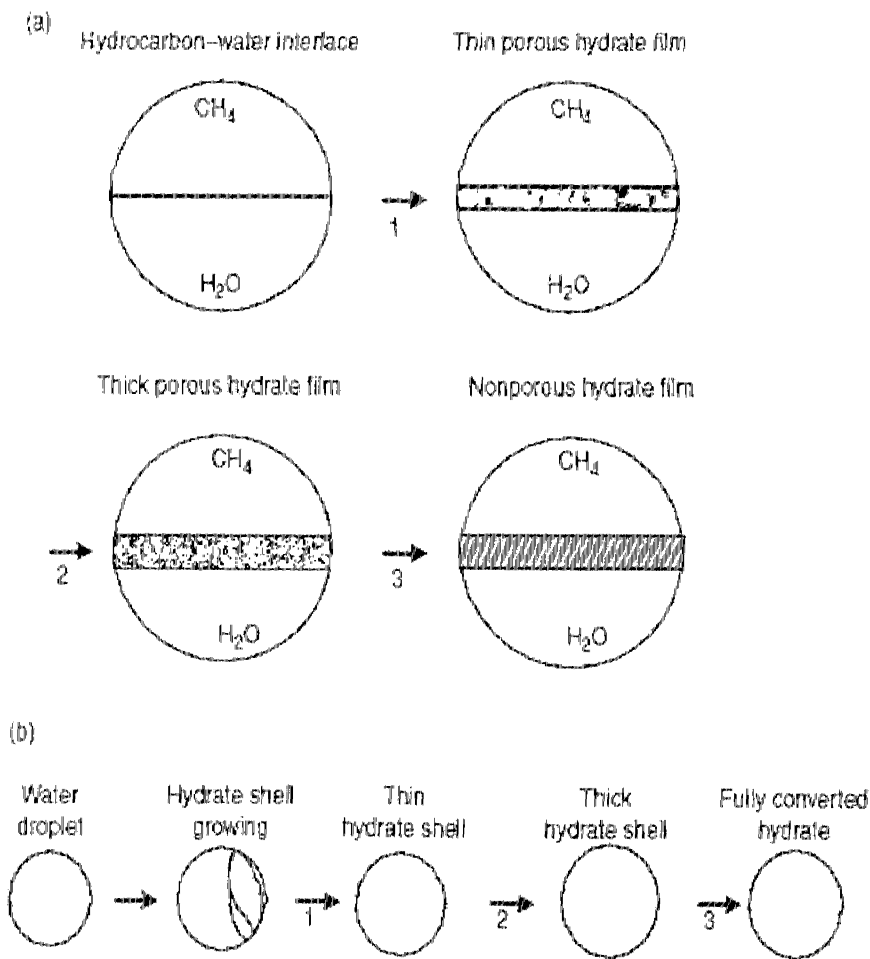 (a)
Hydrocarbon–water interface
Thin porous hydrate film
CH₄
CH₄
1
H₂O
H₂O
Thick porous hydrate film
Nonporous hydrate film
CH₄
CH₄
2
3
H₂O
H₂O
(b)
Water droplet
Hydrate shell growing
Thin hydrate shell
Thick hydrate shell
Fully converted hydrate
1
2
3